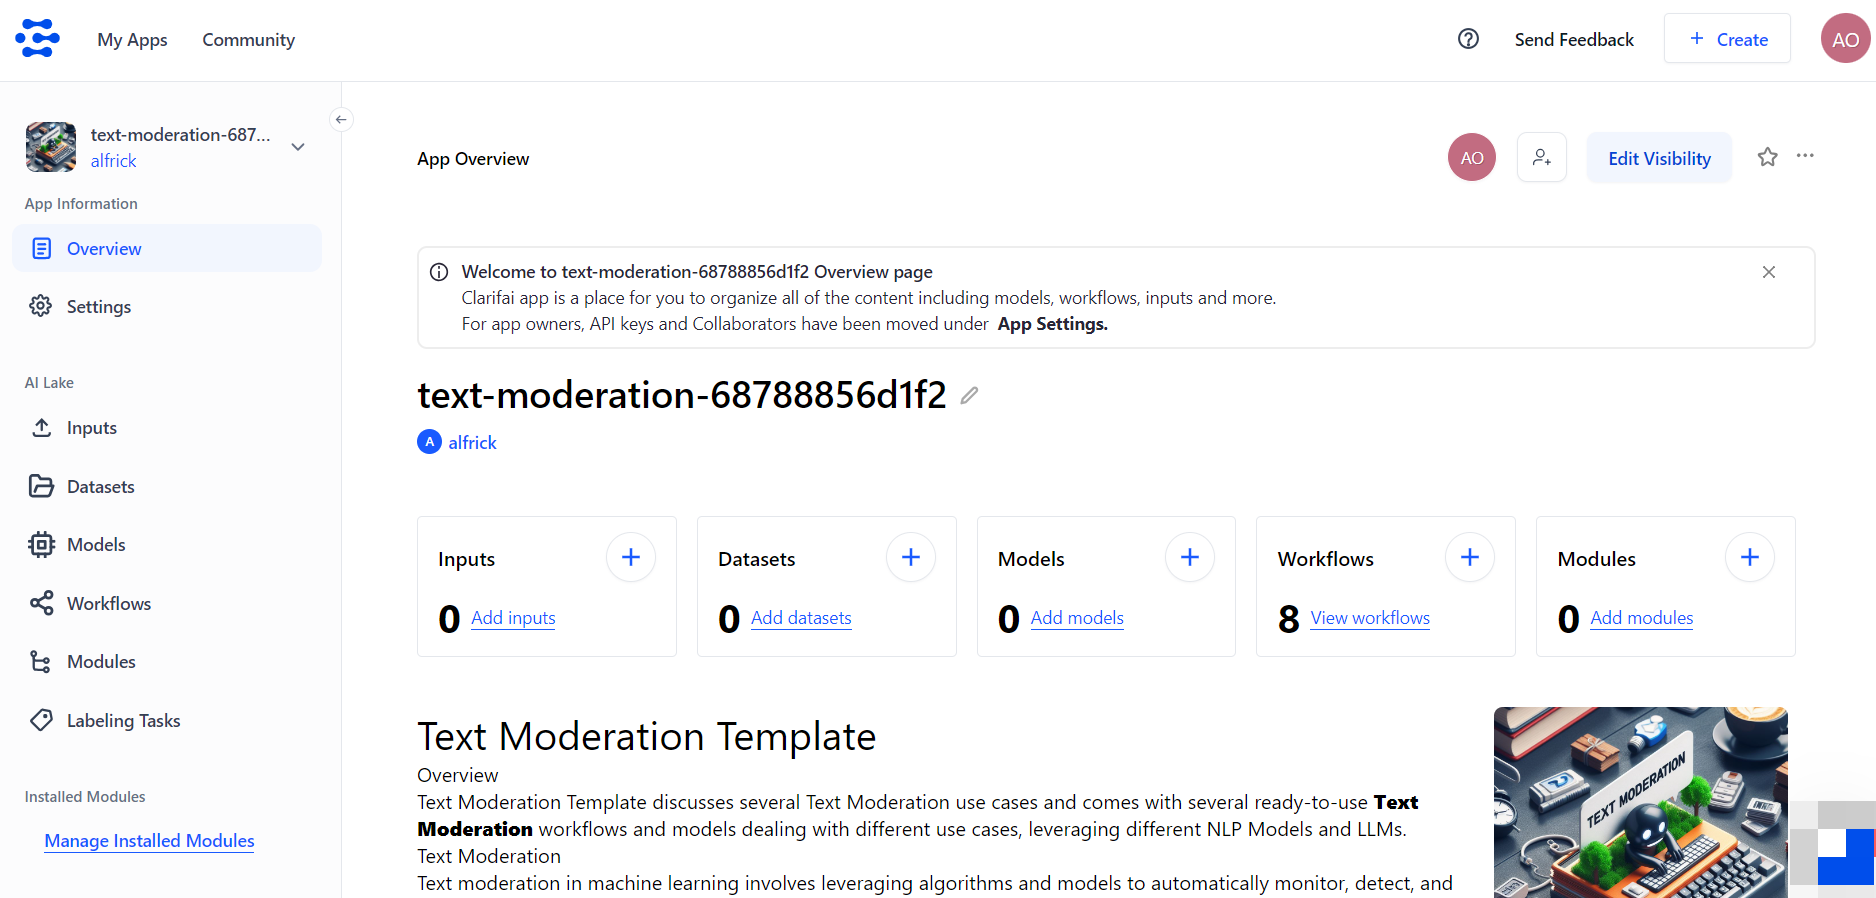 My Apps
Community
Send Feedback
+ Create
AO
text-moderation-687...
alfrick
App Information
Overview
Settings
AI Lake
Inputs
Datasets
Models
Workflows
Modules
Labeling Tasks
Installed Modules
Manage Installed Modules
App Overview
AO
Edit Visibility
Welcome to text-moderation-68788856d1f2 Overview page
Clarifai app is a place for you to organize all of the content including models, workflows, inputs and more.
For app owners, API keys and Collaborators have been moved under App Settings.
text-moderation-68788856d1f2
A alfrick
Inputs
0 Add inputs
Datasets
0 Add datasets
Models
0 Add models
Workflows
8 View workflows
Modules
0 Add modules
Text Moderation Template
Overview
Text Moderation Template discusses several Text Moderation use cases and comes with several ready-to-use Text
Moderation workflows and models dealing with different use cases, leveraging different NLP Models and LLMs.
Text Moderation
Text moderation in machine learning involves leveraging algorithms and models to automatically monitor, detect, and
TEXT MODERATION